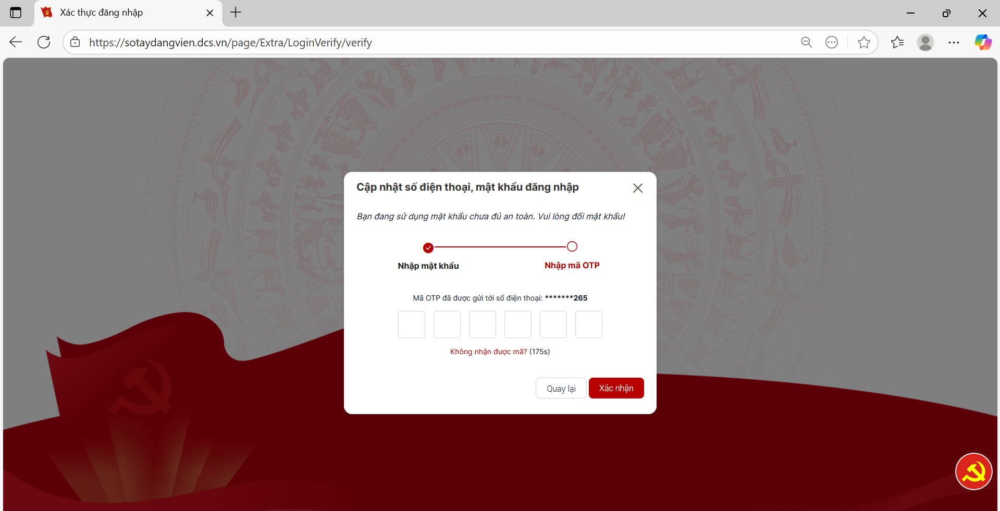 Xác thực đăng nhập
https://sotaydangvien.dcs.vn/page/Extra/LoginVerify/verify
Cập nhật số điện thoại, mật khẩu đăng nhập
Bạn đang sử dụng mật khẩu chưa đủ an toàn. Vui lòng đổi mật khẩu!
Nhập mật khẩu
Nhập mã OTP
Mã OTP đã được gửi tới số điện thoại: *******265
Không nhận được mã? (175s)
Quay lại
Xác nhận